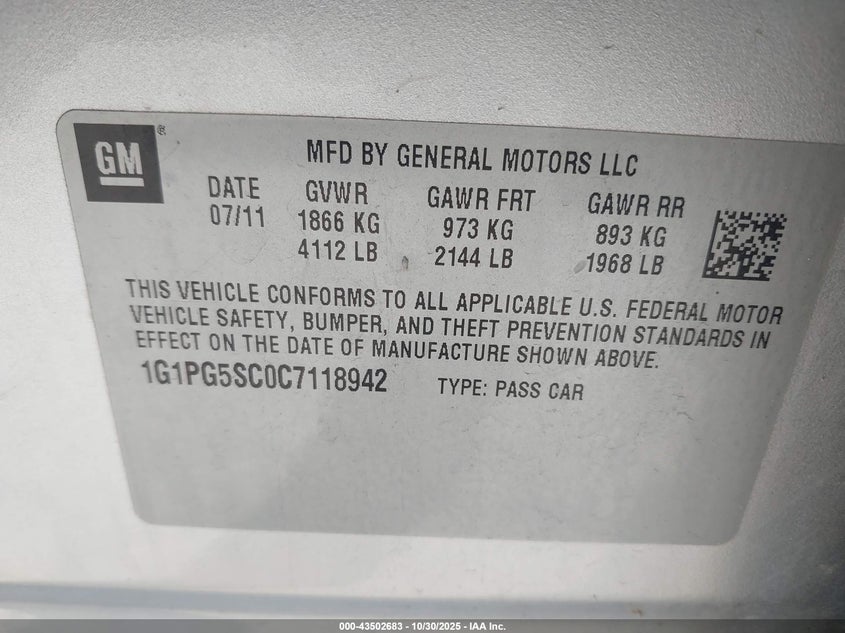 GM ®
MFD BY GENERAL MOTORS LLC
DATE GVWR GAWR FRT GAWR RR
07/11 1866 KG 973 KG 893 KG
4112 LB 2144 LB 1968 LB
THIS VEHICLE CONFORMS TO ALL APPLICABLE U.S. FEDERAL MOTOR
VEHICLE SAFETY, BUMPER, AND THEFT PREVENTION STANDARDS IN
EFFECT ON THE DATE OF MANUFACTURE SHOWN ABOVE.
1G1PG5SC0C7118942 TYPE: PASS CAR
000-43502683 - 10/30/2025 - IAA Inc.